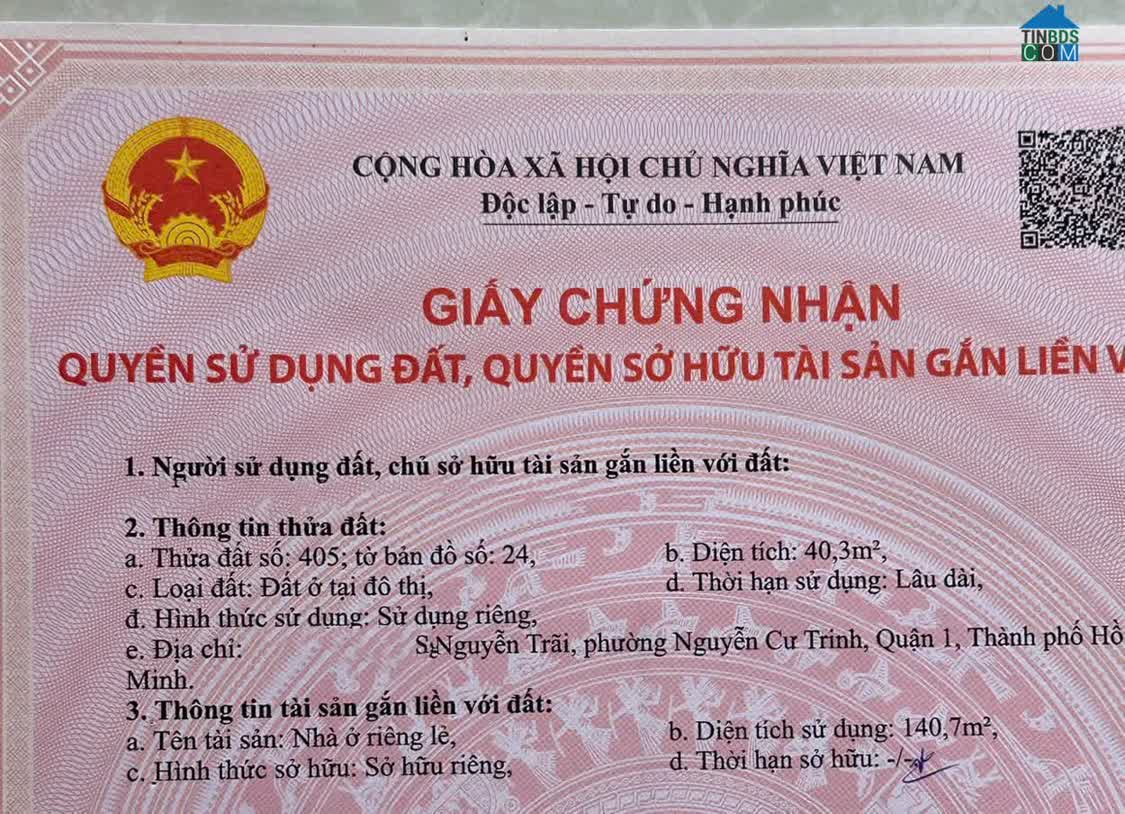 TINBDS
COM
CỘNG HÒA XÃ HỘI CHỦ NGHĨA VIỆT NAM
Độc lập - Tự do - Hạnh phúc
GIẤY CHỨNG NHẬN
QUYỀN SỬ DỤNG ĐẤT, QUYỀN SỞ HỮU TÀI SẢN GẮN LIỀN
1. Người sử dụng đất, chủ sở hữu tài sản gắn liền với đất:
2. Thông tin thửa đất:
a. Thửa đất số: 405; tờ bản đồ số: 24, b. Diện tích: 40,3m²,
c. Loại đất: Đất ở tại đô thị, d. Thời hạn sử dụng: Lâu dài,
đ. Hình thức sử dụng: Sử dụng riêng,
e. Địa chỉ: Nguyễn Trãi, phường Nguyễn Cư Trinh, Quận 1, Thành phố Hồ
Minh.
3. Thông tin tài sản gắn liền với đất:
a. Tên tài sản: Nhà ở riêng lẻ, b. Diện tích sử dụng: 140,7m²,
c. Hình thức sở hữu: Sở hữu riêng, d. Thời hạn sở hữu: -/-